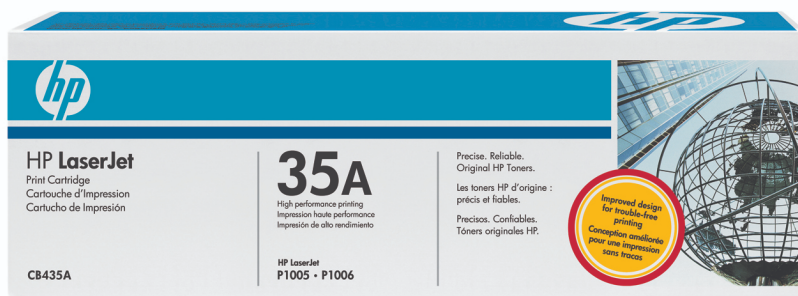 hp
HP LaserJet
Print Cartridge
Cartouche d'Impression
Cartucho de Impresión
CB435A
35A
High performance printing
Impression haute performance
Impresión de alto rendimiento
HP LaserJet
P1005 • P1006
Precise. Reliable.
Original HP Toners.
Les toners HP d'origine :
précis et fiables.
Precisos. Confiables.
Tóners originales HP.
Improved design
for trouble-free
printing
Conception améliorée
pour une impression
sans tracas